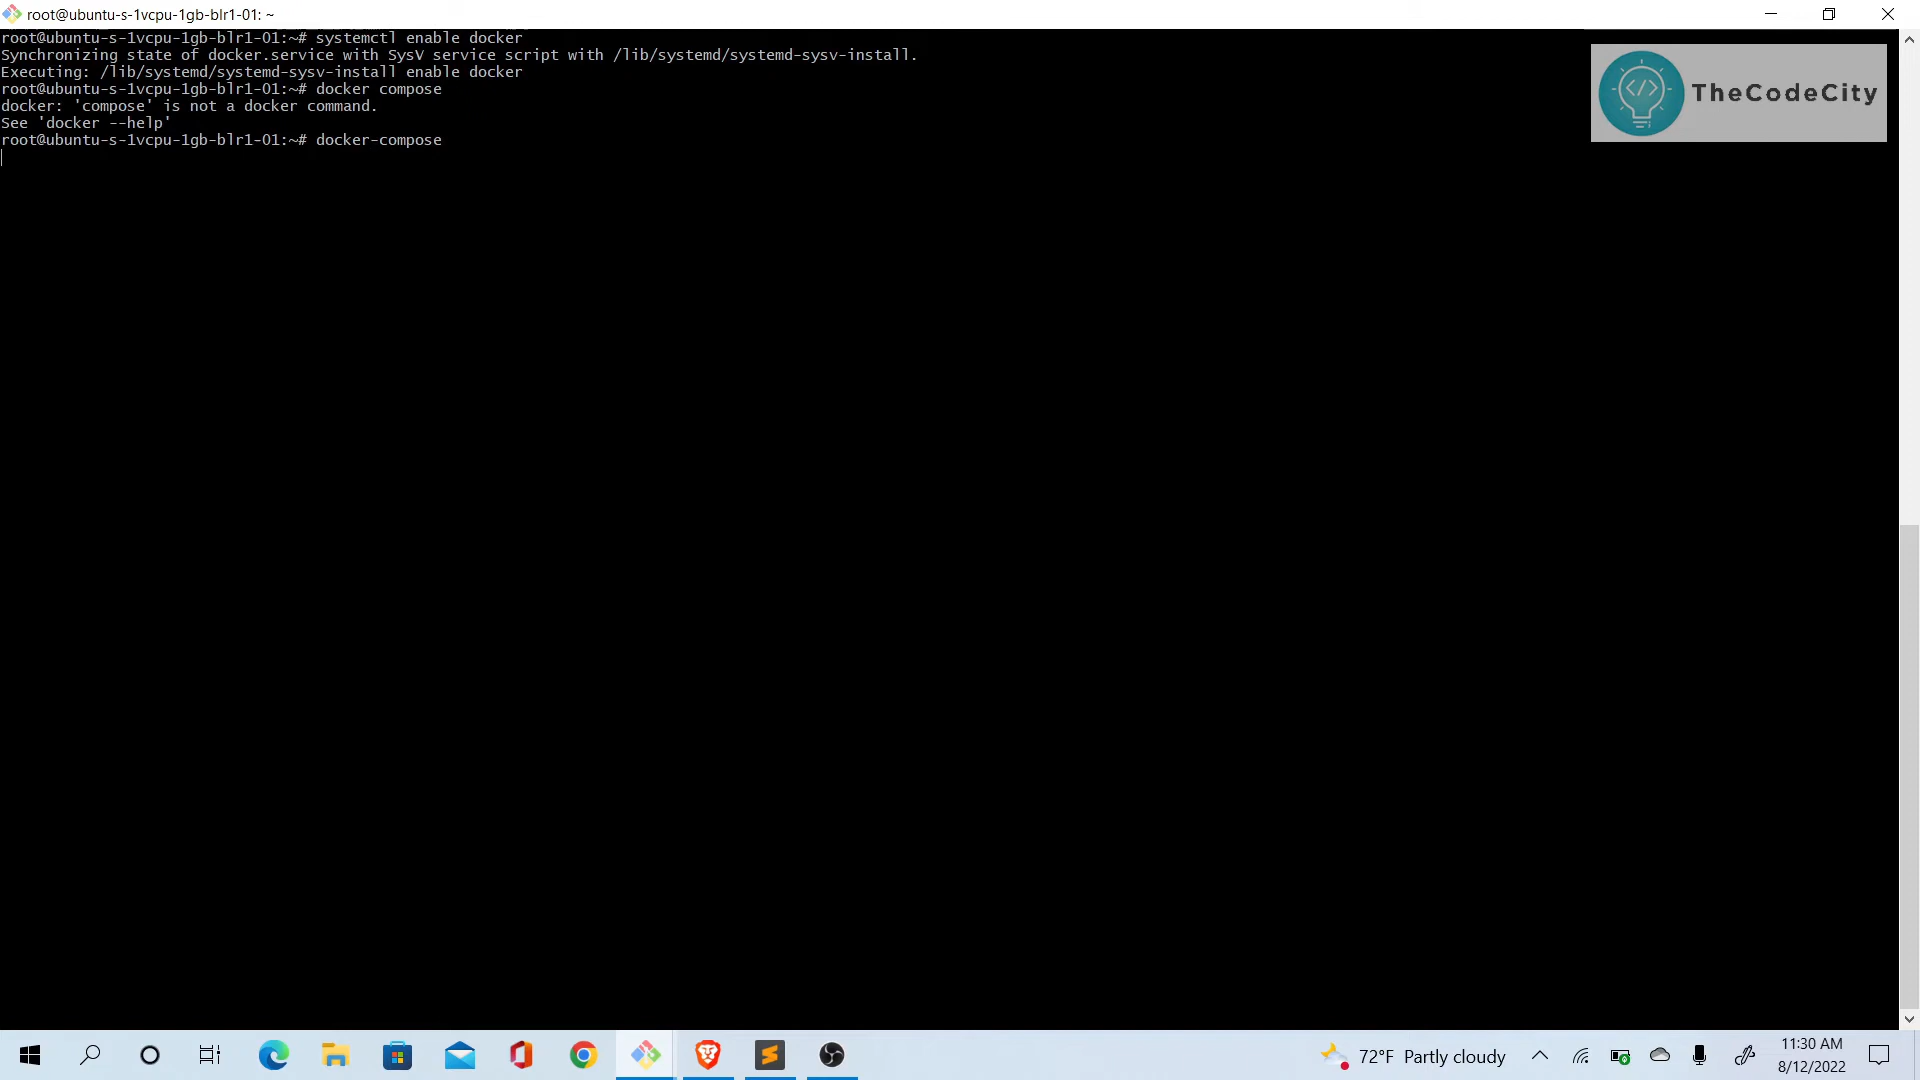 root@ubuntu-s-1vcpu-1gb-blr1-01: ~
root@ubuntu-s-1vcpu-1gb-blr1-01:~# systemctl enable docker
Synchronizing state of docker.service with SysV service script with /lib/systemd/systemd-sysv-install.
Executing: /lib/systemd/systemd-sysv-install enable docker
root@ubuntu-s-1vcpu-1gb-blr1-01:~# docker compose
docker: 'compose' is not a docker command.
See 'docker --help'
root@ubuntu-s-1vcpu-1gb-blr1-01:~# docker-compose
</> TheCodeCity
72°F Partly cloudy
11:30 AM
8/12/2022